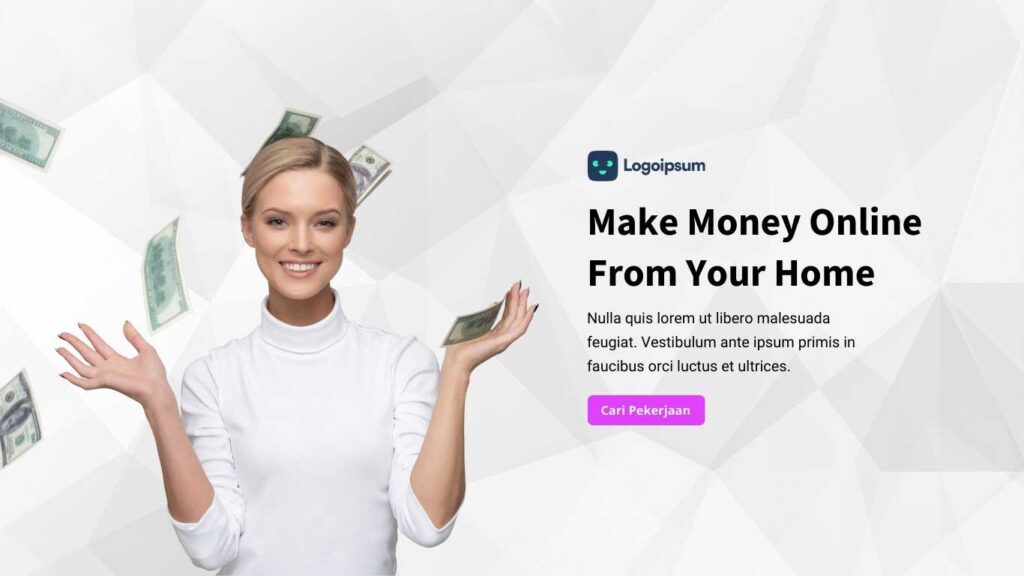 Logoipsum
Make Money Online
From Your Home
Nulla quis lorem ut libero malesuada
feugiat. Vestibulum ante ipsum primis in
faucibus orci luctus et ultrices.
Cari Pekerjaan